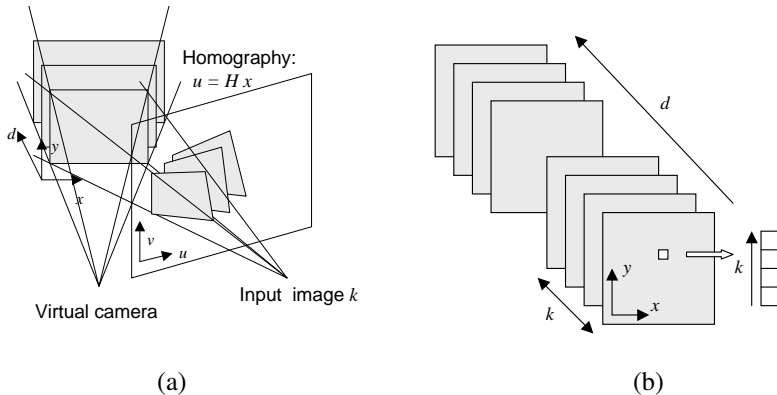 Homography:
u = H x
d
y
x
v
u
Virtual camera
Input image k
(a)
d
k
y
x
k
(b)